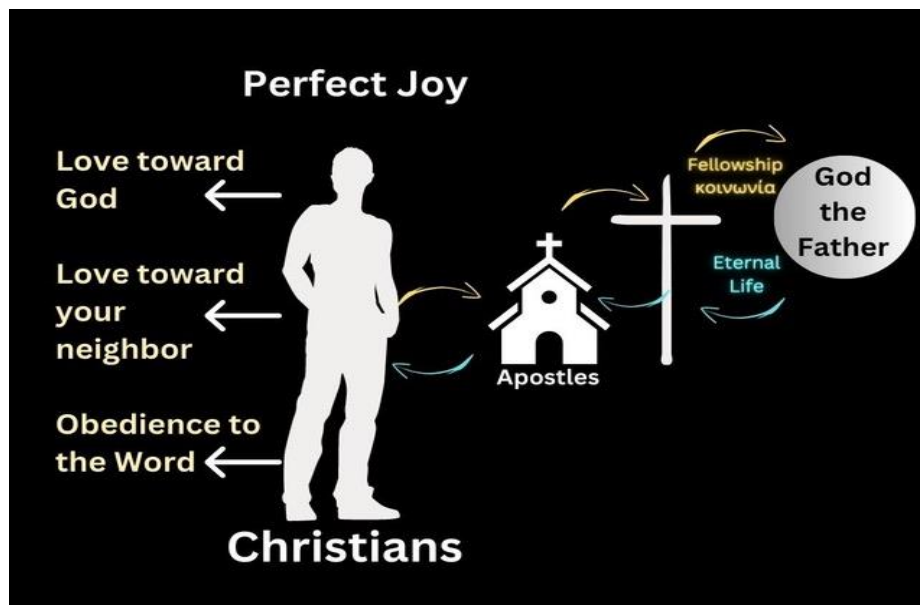 Perfect Joy
Love toward
God
Love toward
your
neighbor
Obedience to
the Word
Christians
Apostles
Fellowship
κοινωνία
Eternal
Life
God
the
Father